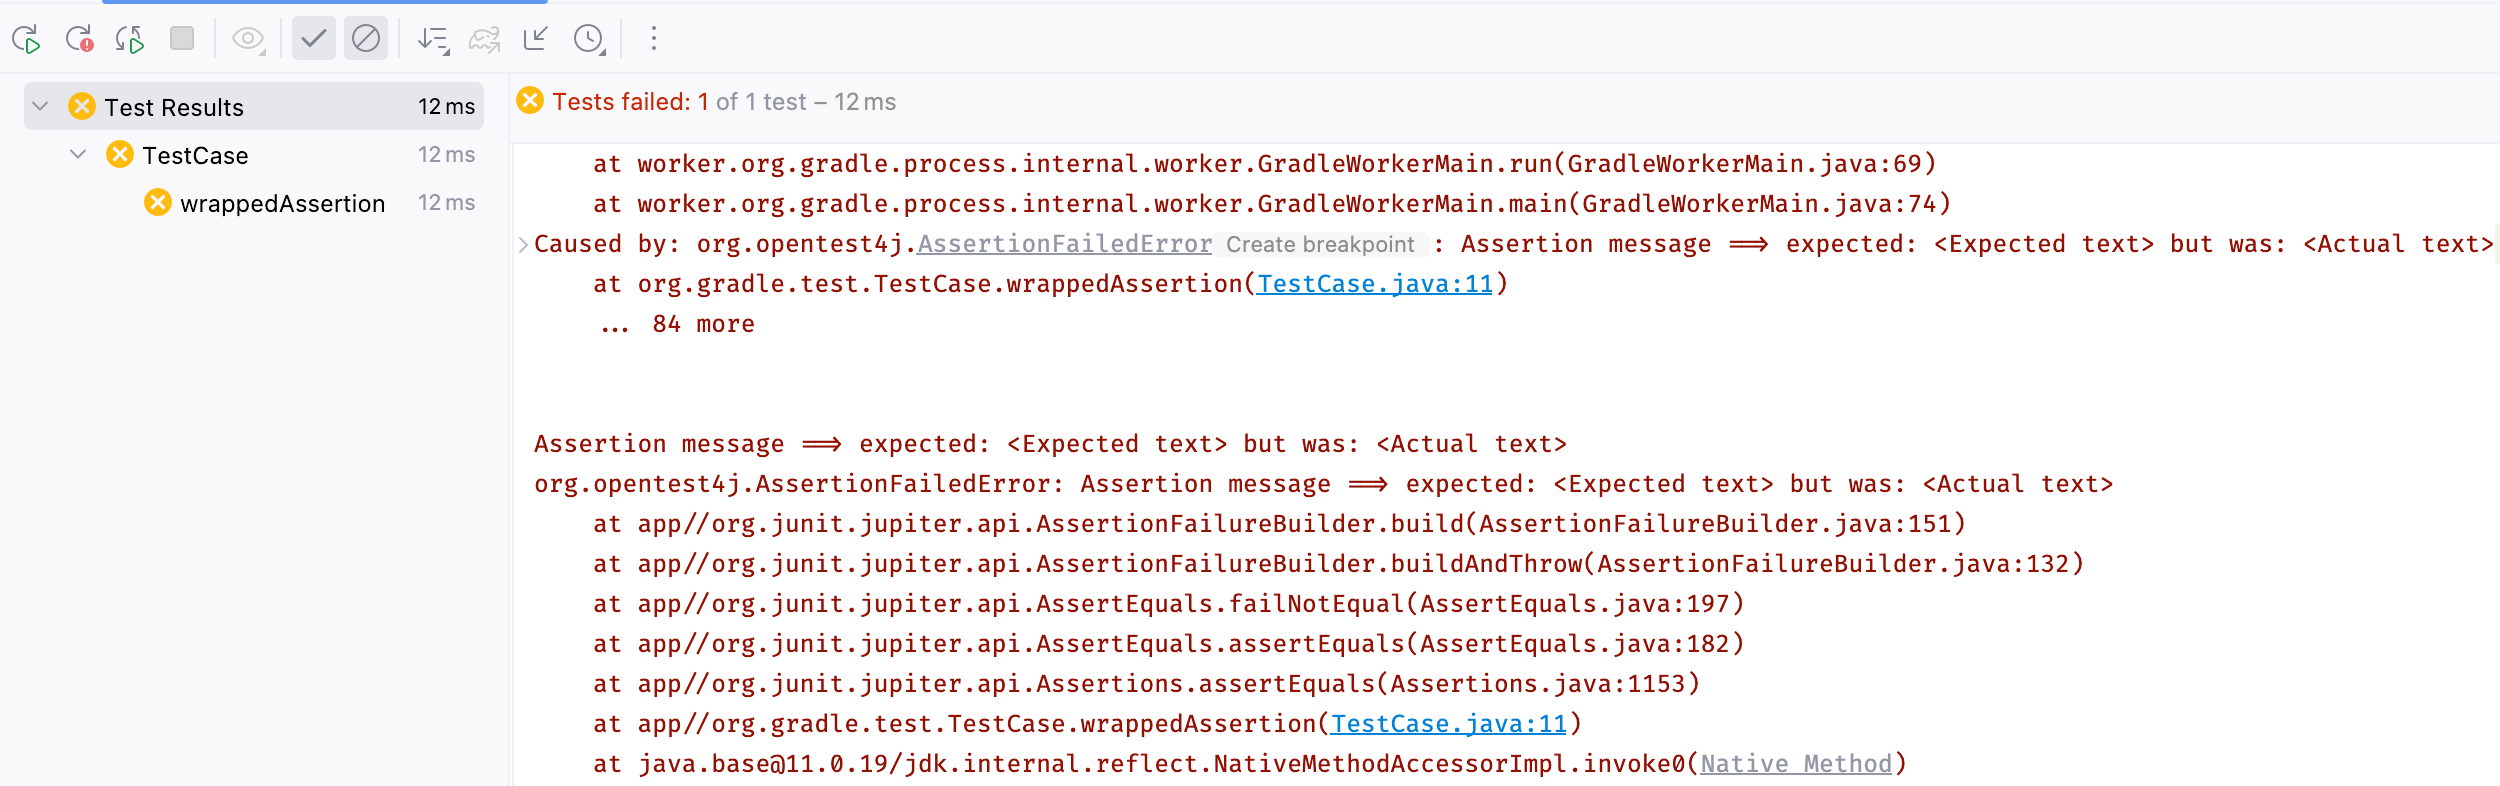 Test Results 12 ms
TestCase 12 ms
wrappedAssertion 12 ms
Tests failed: 1 of 1 test – 12 ms
at worker.org.gradle.process.internal.worker.GradleWorkerMain.run(GradleWorkerMain.java:69)
at worker.org.gradle.process.internal.worker.GradleWorkerMain.main(GradleWorkerMain.java:74)
Caused by: org.opentest4j.AssertionFailedError Create breakpoint : Assertion message ==> expected: <Expected text> but was: <Actual text>
at org.gradle.test.TestCase.wrappedAssertion(TestCase.java:11)
... 84 more
Assertion message ==> expected: <Expected text> but was: <Actual text>
org.opentest4j.AssertionFailedError: Assertion message ==> expected: <Expected text> but was: <Actual text>
at app//org.junit.jupiter.api.AssertionFailureBuilder.build(AssertionFailureBuilder.java:151)
at app//org.junit.jupiter.api.AssertionFailureBuilder.buildAndThrow(AssertionFailureBuilder.java:132)
at app//org.junit.jupiter.api.AssertEquals.failNotEqual(AssertEquals.java:197)
at app//org.junit.jupiter.api.AssertEquals.assertEquals(AssertEquals.java:182)
at app//org.junit.jupiter.api.Assertions.assertEquals(Assertions.java:1153)
at app//org.gradle.test.TestCase.wrappedAssertion(TestCase.java:11)
at java.base@11.0.19/jdk.internal.reflect.NativeMethodAccessorImpl.invoke0(Native Method)